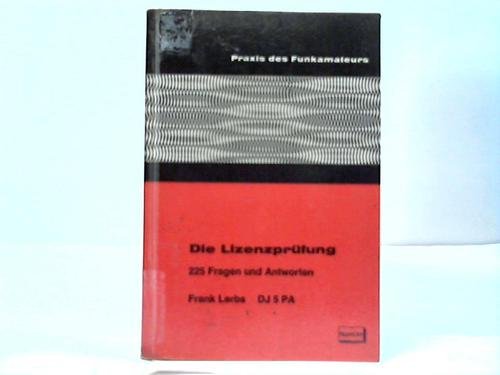 Praxis des Funkamateurs
Die Lizenzprüfung
225 Fragen und Antworten
Frank Lerbs DJ 5 PA